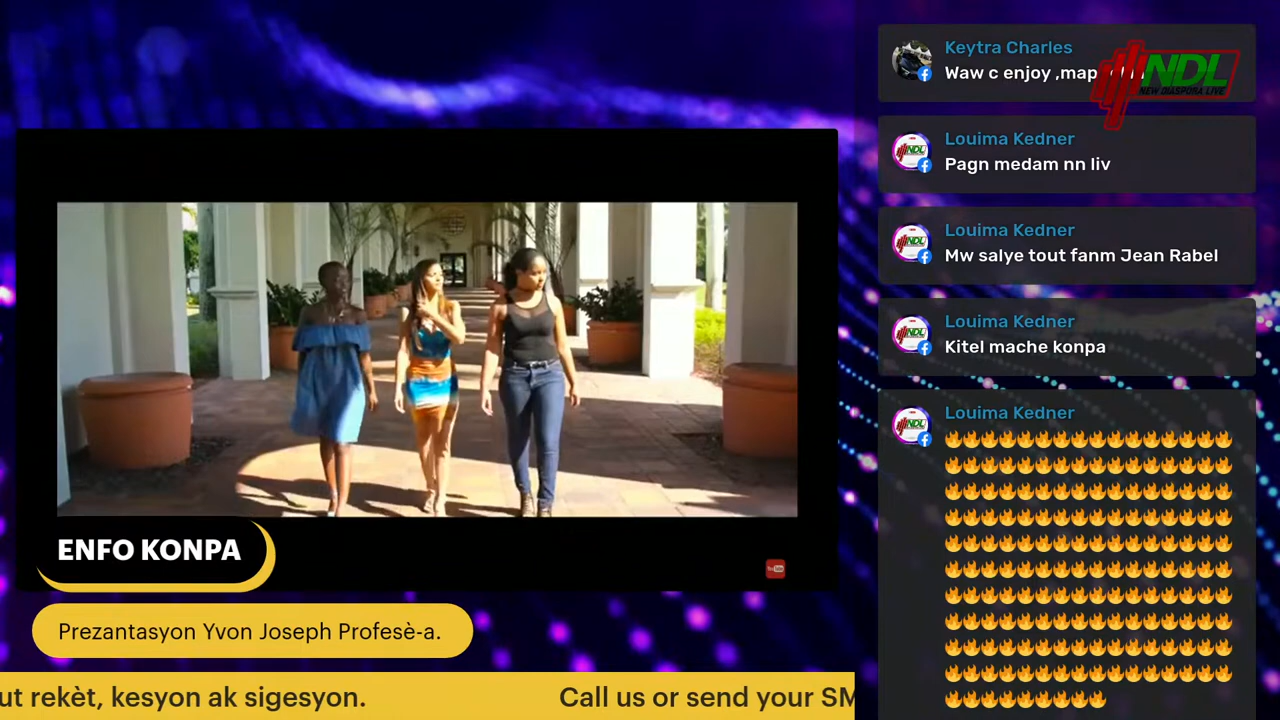 Keytra Charles
Waw c enjoy ,map
NDL
NEW DIASPORA LIVE
Louima Kedner
Pagn medam nn liv
Louima Kedner
Mw salye tout fanm Jean Rabel
Louima Kedner
Kitel mache konpa
Louima Kedner
ENFO KONPA
Prezantasyon Yvon Joseph Profesè-a.
ut rekèt, kesyon ak sigesyon. Call us or send your SM